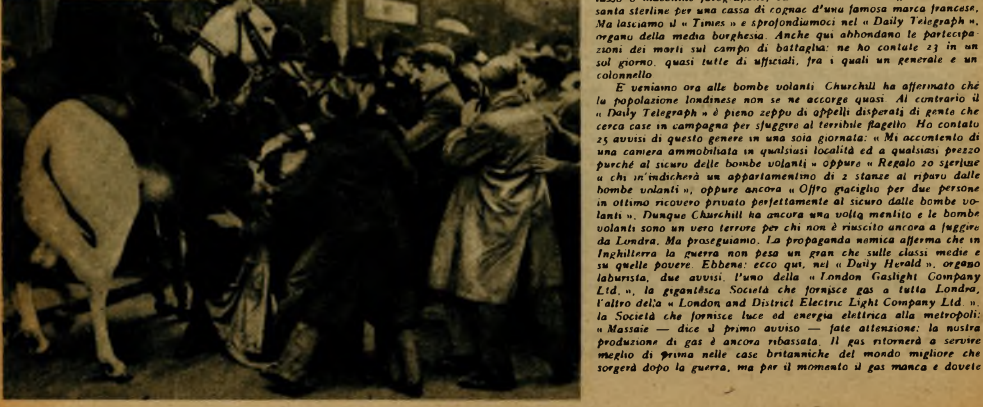 santa sterline per una cassa di cognac d'una famosa marca francese.
Ma lasciamo il « Times » e sprofondiumoci nel « Daily Telegraph »,
organo della media borghesia. Anche qui abbondano le partecipa-
zioni dei morti sul campo di battaglia: ne ho contate 23 in un
sol giorno, quasi tutte di ufficiali, fra i quali un generale e un
colonnello
E veniamo ora alle bombe volanti Churchill ha affermato che
la popolazione londinese non se ne accorge quasi Al contrario il
« Daily Telegraph » è pieno zeppo di appelli disperati di gente che
cerca case in campagna per sfuggire al terribile flagello Ho contato
25 avvisi di questo genere in una sola giornata: « Mi accontento di
una camera ammobiliata in qualsiasi località ed a qualsiasi prezzo
purché al sicuro delle bombe volanti » oppure « Regalo 20 sterline
a chi m'indicherà un appartamentino di 2 stanze al riparo dalle
bombe volanti », oppure ancora « Offro giaciglio per due persone
in ottimo ricovero privato perfettamente al sicuro dalle bombe vo-
lanti ». Dunque Churchill ha ancora una volta mentito e le bombe
volanti sono un vero terrore per chi non è riuscito ancora a fuggire
da Londra. Ma proseguiamo. La propaganda nemica afferma che in
Inghilterra la guerra non pesa un gran che sulle classi medie e
su quelle povere. Ebbene: ecco qui, nel « Daily Herald », organo
laburista, due avvisi, l'uno della « London Gaslight Company
Ltd. », la gigantesca Società che fornisce gas a tutta Londra,
l'altro della « London and District Electric Light Company Ltd. »,
la Società che fornisce luce ed energia elettrica alla metropoli:
« Massaie — dice il primo avviso — fate attenzione: la nostra
produzione di gas è ancora ribassata. Il gas ritornerà a servire
meglio di prima nelle case britanniche del mondo migliore che
sorgerà dopo la guerra, ma per il momento il gas manca e dovete